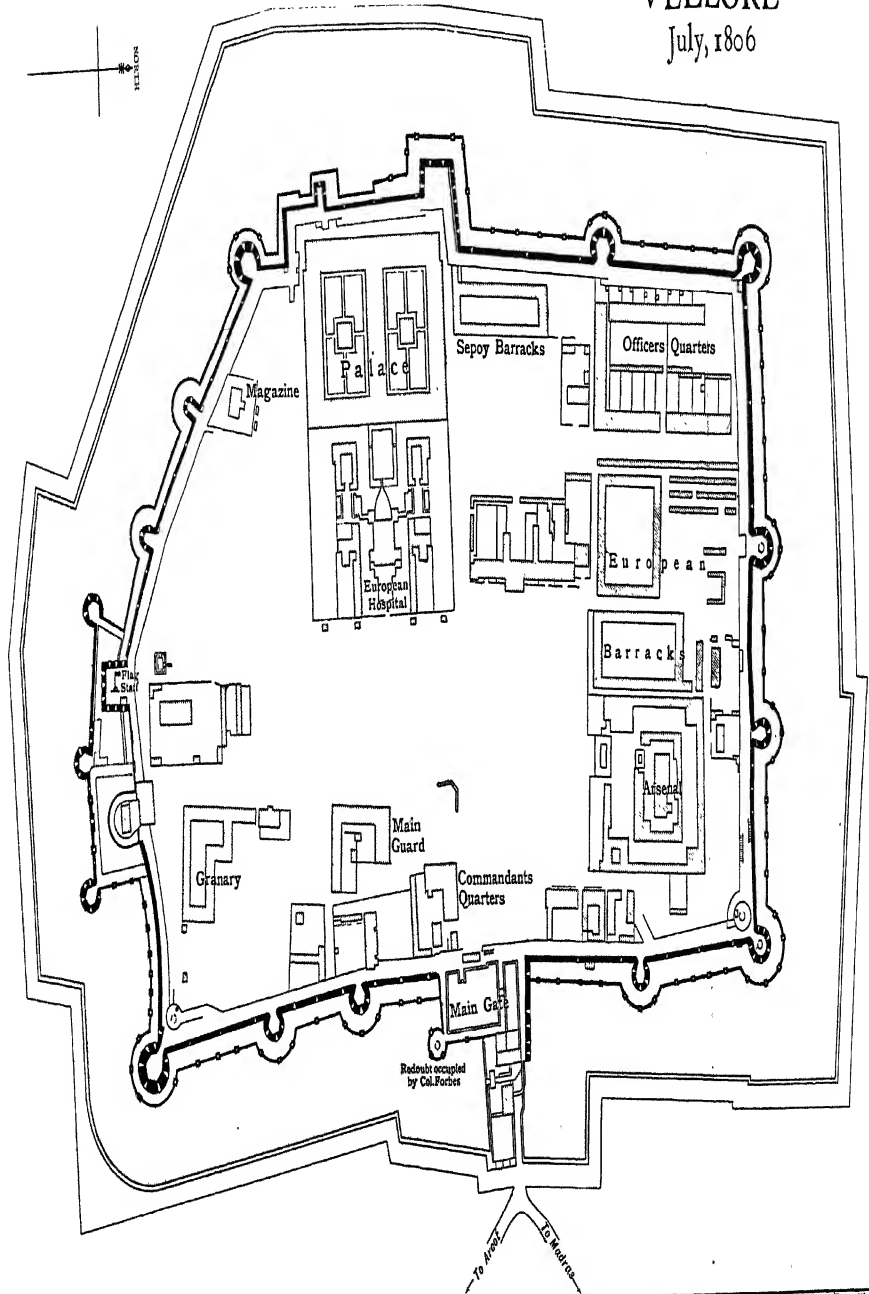 VELLORE
July, 1806
NORTH
Palace
Sepoy Barracks
Officers Quarters
Magazine
European
Hospital
European
Barracks
Flag
Staff
Arsenal
Main
Guard
Granary
Commandants
Quarters
Main Gate
Redoubt occupied
by Col. Forbes
To Arcot
To Madras